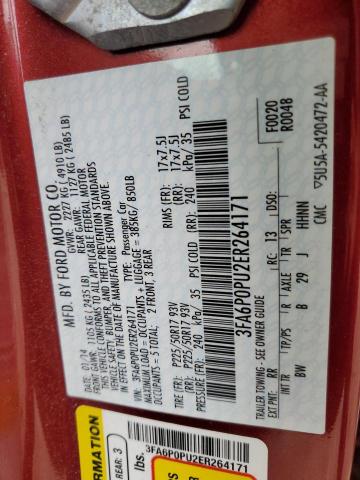 MFD. BY FORD MOTOR CO.
GVWR: 2227 KG ( 4910 LB)
01/14 GAWR: 1105 KG (2435 LB) 1127 KG ( 2485 LB)
THIS VEHICLE CONFORMS TO ALL APPLICABLE FEDERAL MOTOR
VEHICLE SAFETY, BUMPER, AND THEFT PREVENTION STANDARDS
IN EFFECT ON THE DATE OF MANUFACTURE SHOWN ABOVE.
VIN: 3FA6P0PU2ER264171 TYPE: Passenger Car
MAXIMUM LOAD = OCCUPANTS + LUGGAGE = 385KG/ 850LB
OCCUPANTS = 5 TOTAL; 2 FRONT, 3 REAR
TIRE (FR): P225/50R17 93V RIMS (FR): 17x7.5J
TIRE (RR): P225/50R17 93V (RR): 17x7.5J
PRESSURE (FR): 240 kPa/ 35 PSI COLD (RR): 240 kPa/ 35 PSI COLD
3FA6P0PU2ER264171
TRAILER TOWING - SEE OWNER GUIDE
F0020
R0048
EXT PNT: RR RC: 13 DSO:
INT TR TP/PS R AXLE TR SPR
BW B 29 J HHNN
CMC ▽5U5A-5420472-AA
REAR: 3
lbs.
3FA6P0PU2ER264171